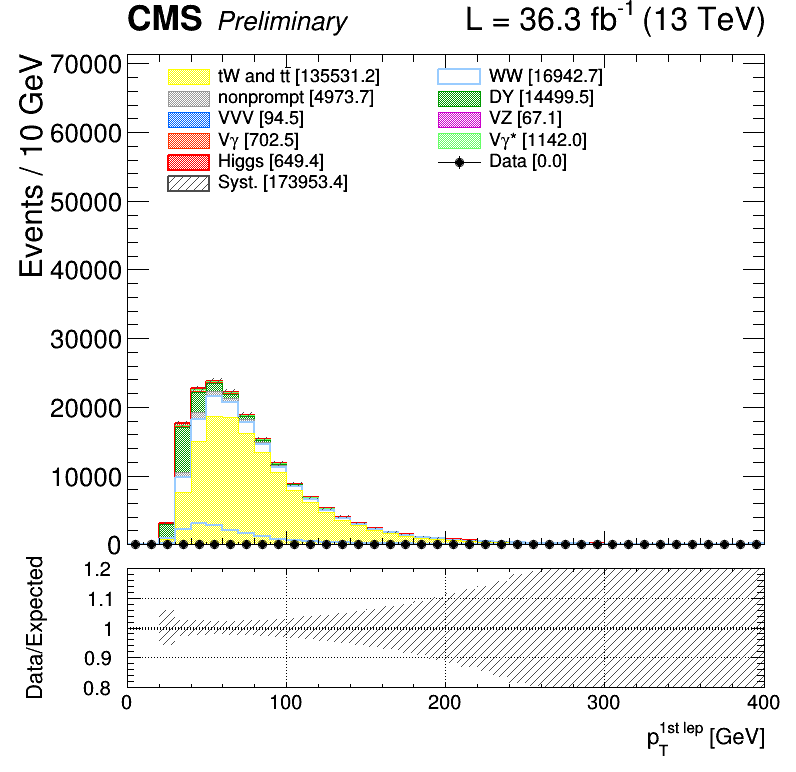 CMS Preliminary L = 36.3 fb⁻¹ (13 TeV)
Events / 10 GeV
70000
60000
50000
40000
30000
20000
10000
0
tW and tt̄ [135531.2]
WW [16942.7]
nonprompt [4973.7]
DY [14499.5]
VVV [94.5]
VZ [67.1]
Vγ [702.5]
Vγ* [1142.0]
Higgs [649.4]
Data [0.0]
Syst. [173953.4]
Data/Expected
1.2
1.1
1
0.9
0.8
0 100 200 300 400
p_T^1st lep [GeV]